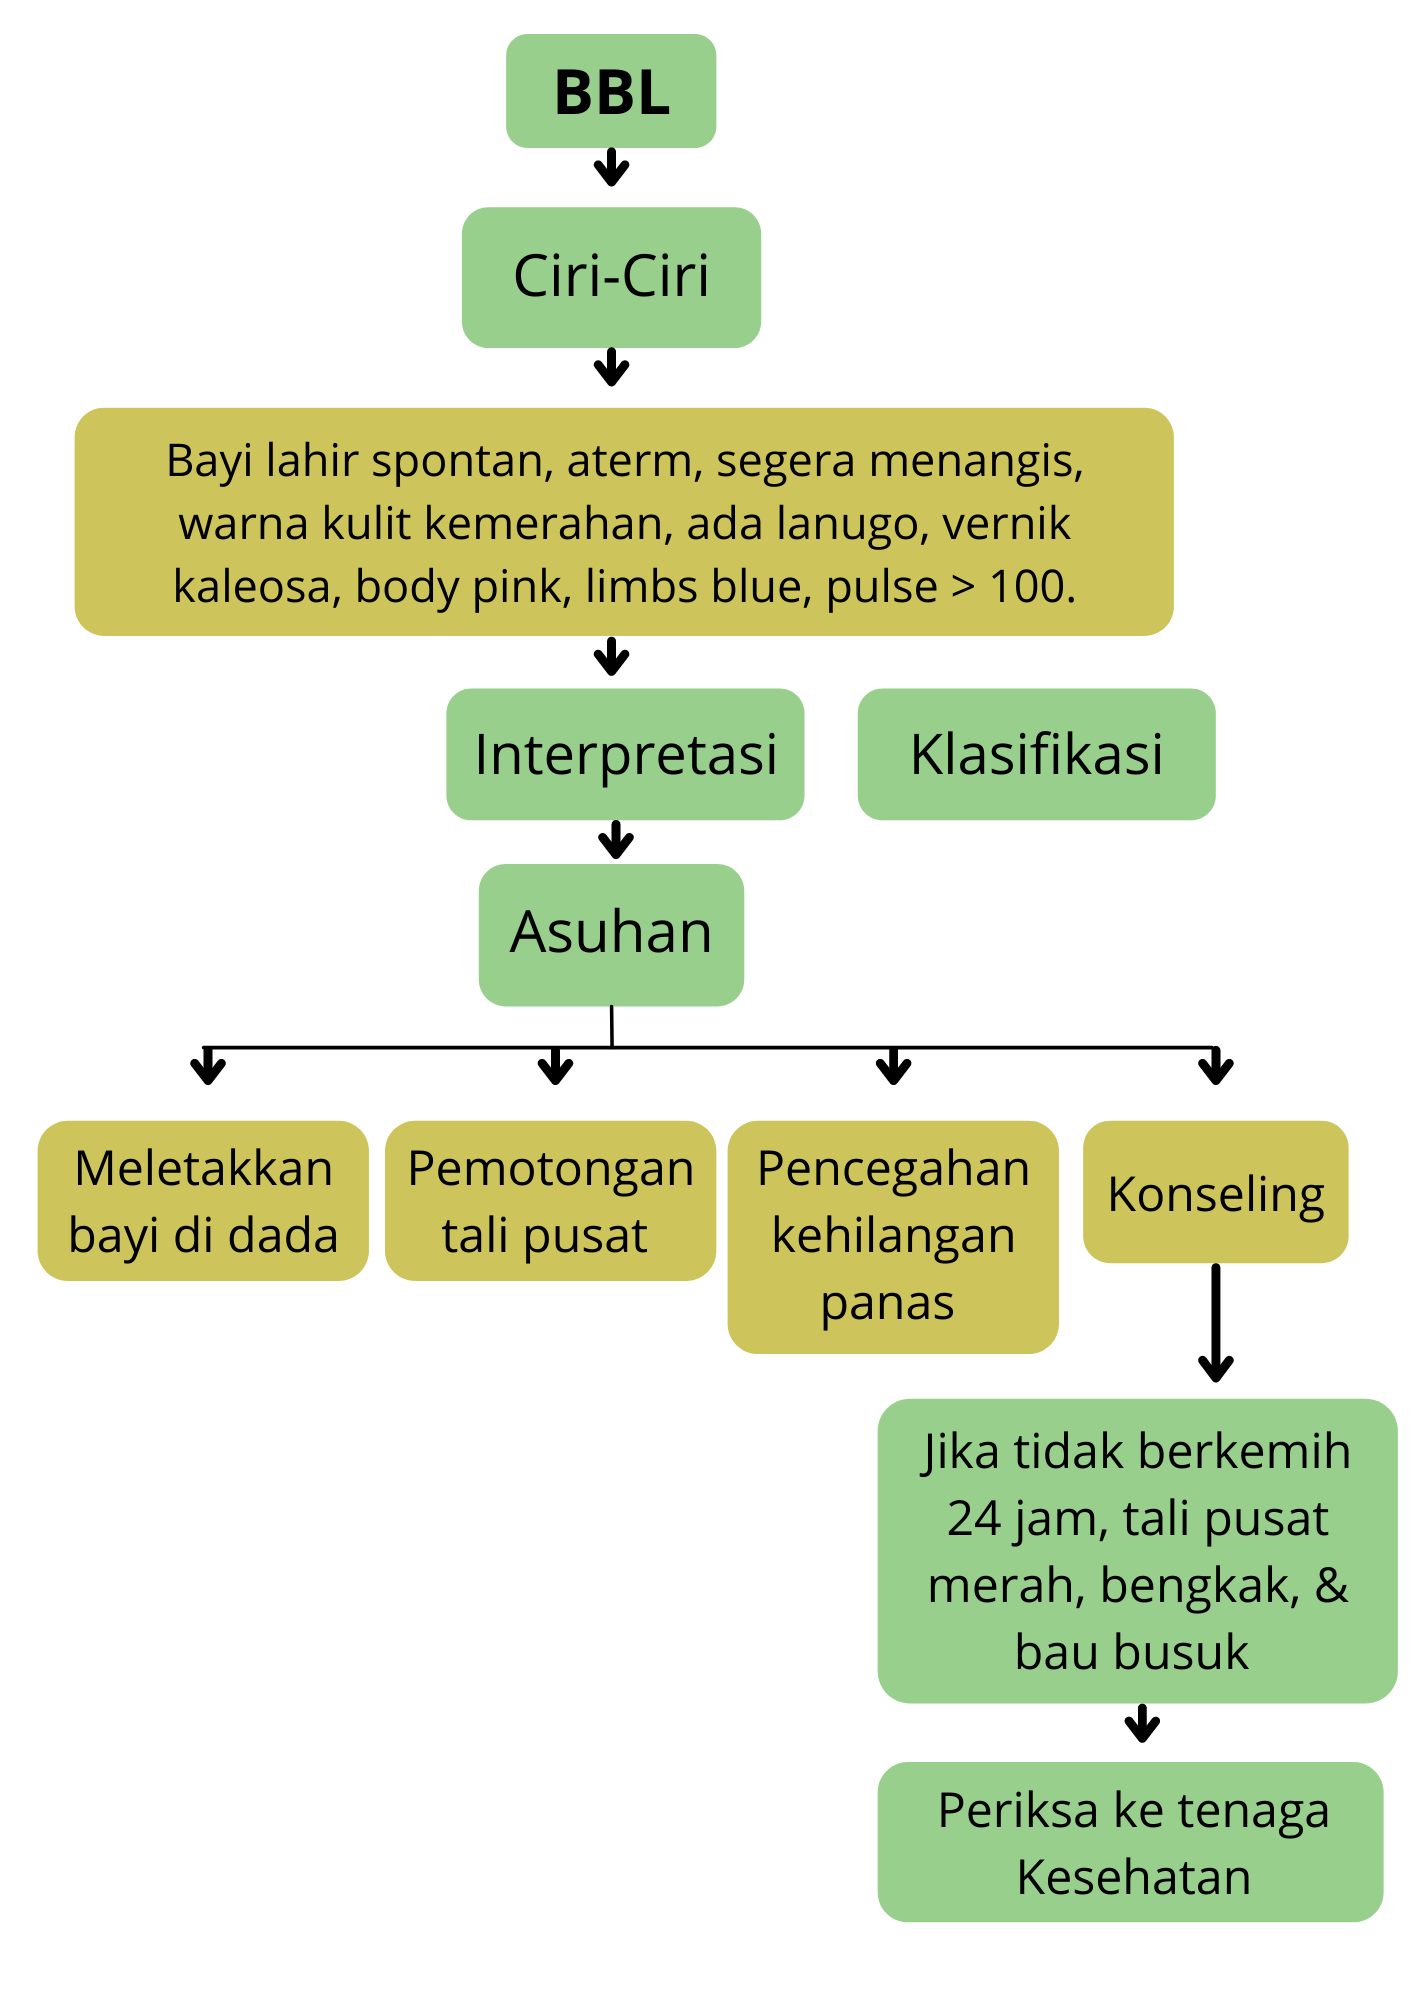 BBL
Ciri-Ciri
Bayi lahir spontan, aterm, segera menangis,
warna kulit kemerahan, ada lanugo, vernik
kaleosa, body pink, limbs blue, pulse > 100.
Interpretasi
Klasifikasi
Asuhan
Meletakkan
bayi di dada
Pemotongan
tali pusat
Pencegahan
kehilangan
panas
Konseling
Jika tidak berkemih
24 jam, tali pusat
merah, bengkak, &
bau busuk
Periksa ke tenaga
Kesehatan